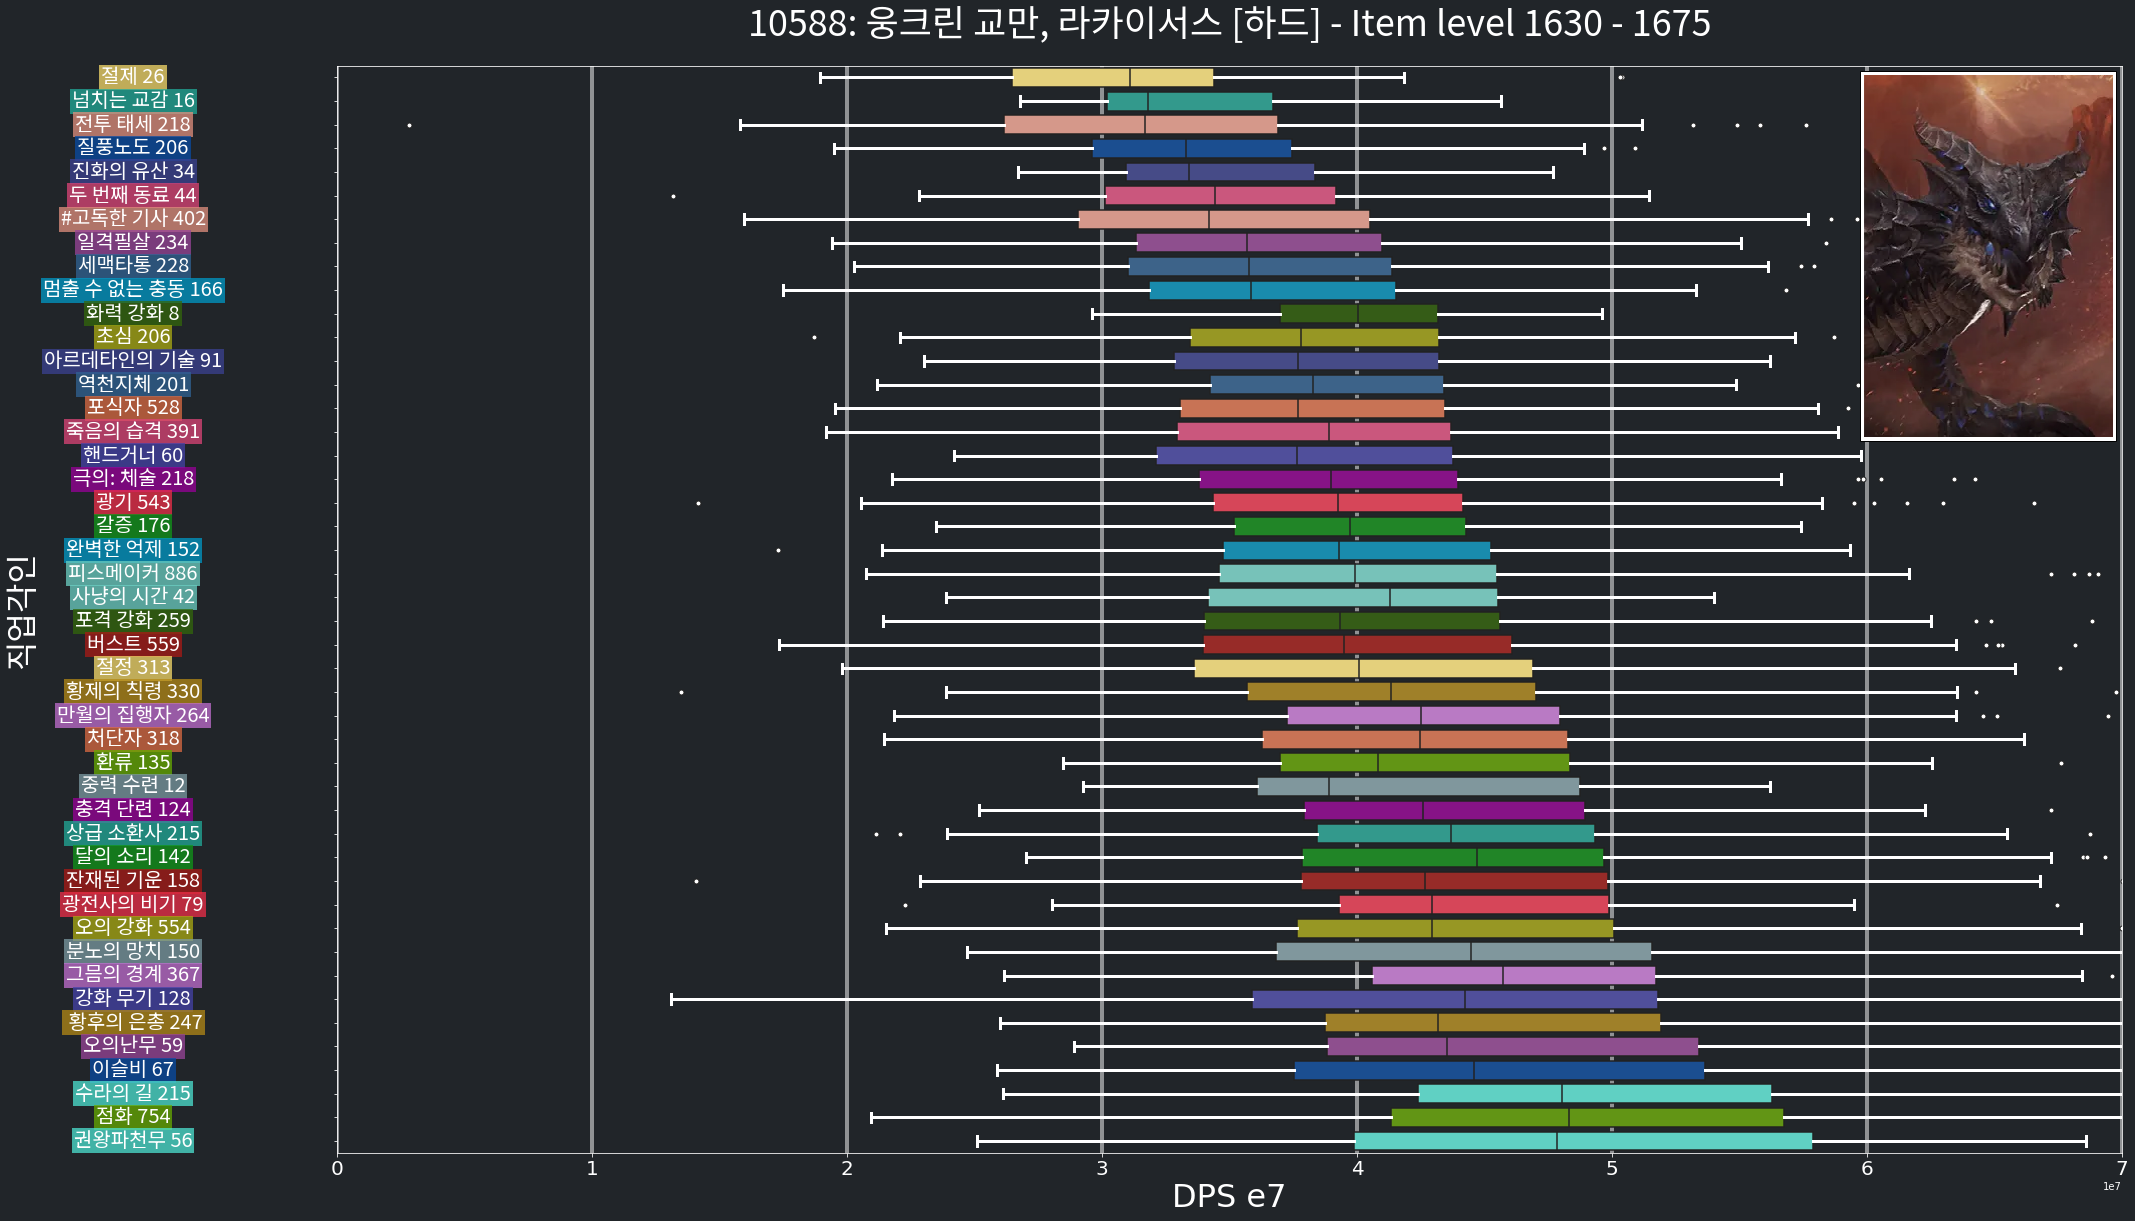 10588: 웅크린 교만, 라카이서스 [하드] - Item level 1630 - 1675
직업각인
절제 26
넘치는 교감 16
전투 태세 218
질풍노도 206
진화의 유산 34
두 번째 동료 44
#고독한 기사 402
일격필살 234
세맥타통 228
멈출 수 없는 충동 166
화력 강화 8
초심 206
아르데타인의 기술 91
역천지체 201
포식자 528
죽음의 습격 391
핸드거너 60
극의: 체술 218
광기 543
갈증 176
완벽한 억제 152
피스메이커 886
사냥의 시간 42
포격 강화 259
버스트 559
절정 313
황제의 칙령 330
만월의 집행자 264
처단자 318
환류 135
중력 수련 12
충격 단련 124
상급 소환사 215
달의 소리 142
잔재된 기운 158
광전사의 비기 79
오의 강화 554
분노의 망치 150
그믐의 경계 367
강화 무기 128
황후의 은총 247
오의난무 59
이슬비 67
수라의 길 215
점화 754
권왕파천무 56
0 1 2 3 4 5 6 7
1e7
DPS e7